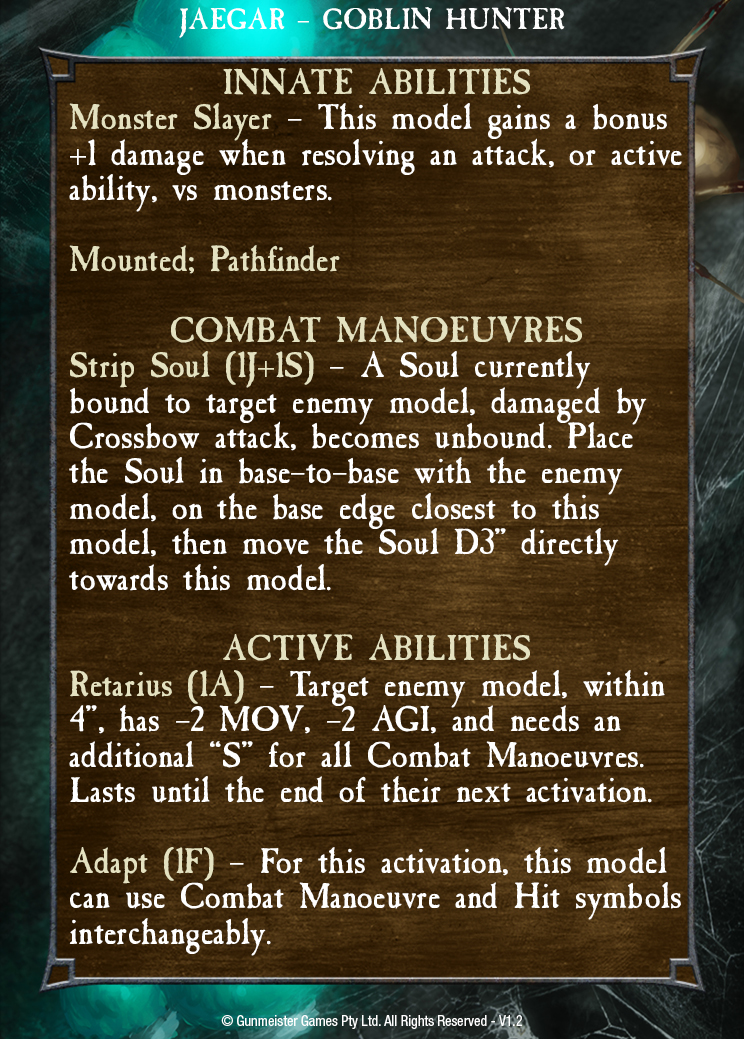 JAEGAR – GOBLIN HUNTER
INNATE ABILITIES
Monster Slayer – This model gains a bonus
+1 damage when resolving an attack, or active
ability, vs monsters.
Mounted; Pathfinder
COMBAT MANOEUVRES
Strip Soul (1J+1S) – A Soul currently
bound to target enemy model, damaged by
Crossbow attack, becomes unbound. Place
the Soul in base–to–base with the enemy
model, on the base edge closest to this
model, then move the Soul D3” directly
towards this model.
ACTIVE ABILITIES
Retarius (1A) – Target enemy model, within
4”, has –2 MOV, –2 AGI, and needs an
additional “S” for all Combat Manoeuvres.
Lasts until the end of their next activation.
Adapt (1F) – For this activation, this model
can use Combat Manoeuvre and Hit symbols
interchangeably.
© Gunmeister Games Pty Ltd. All Rights Reserved - V1.2